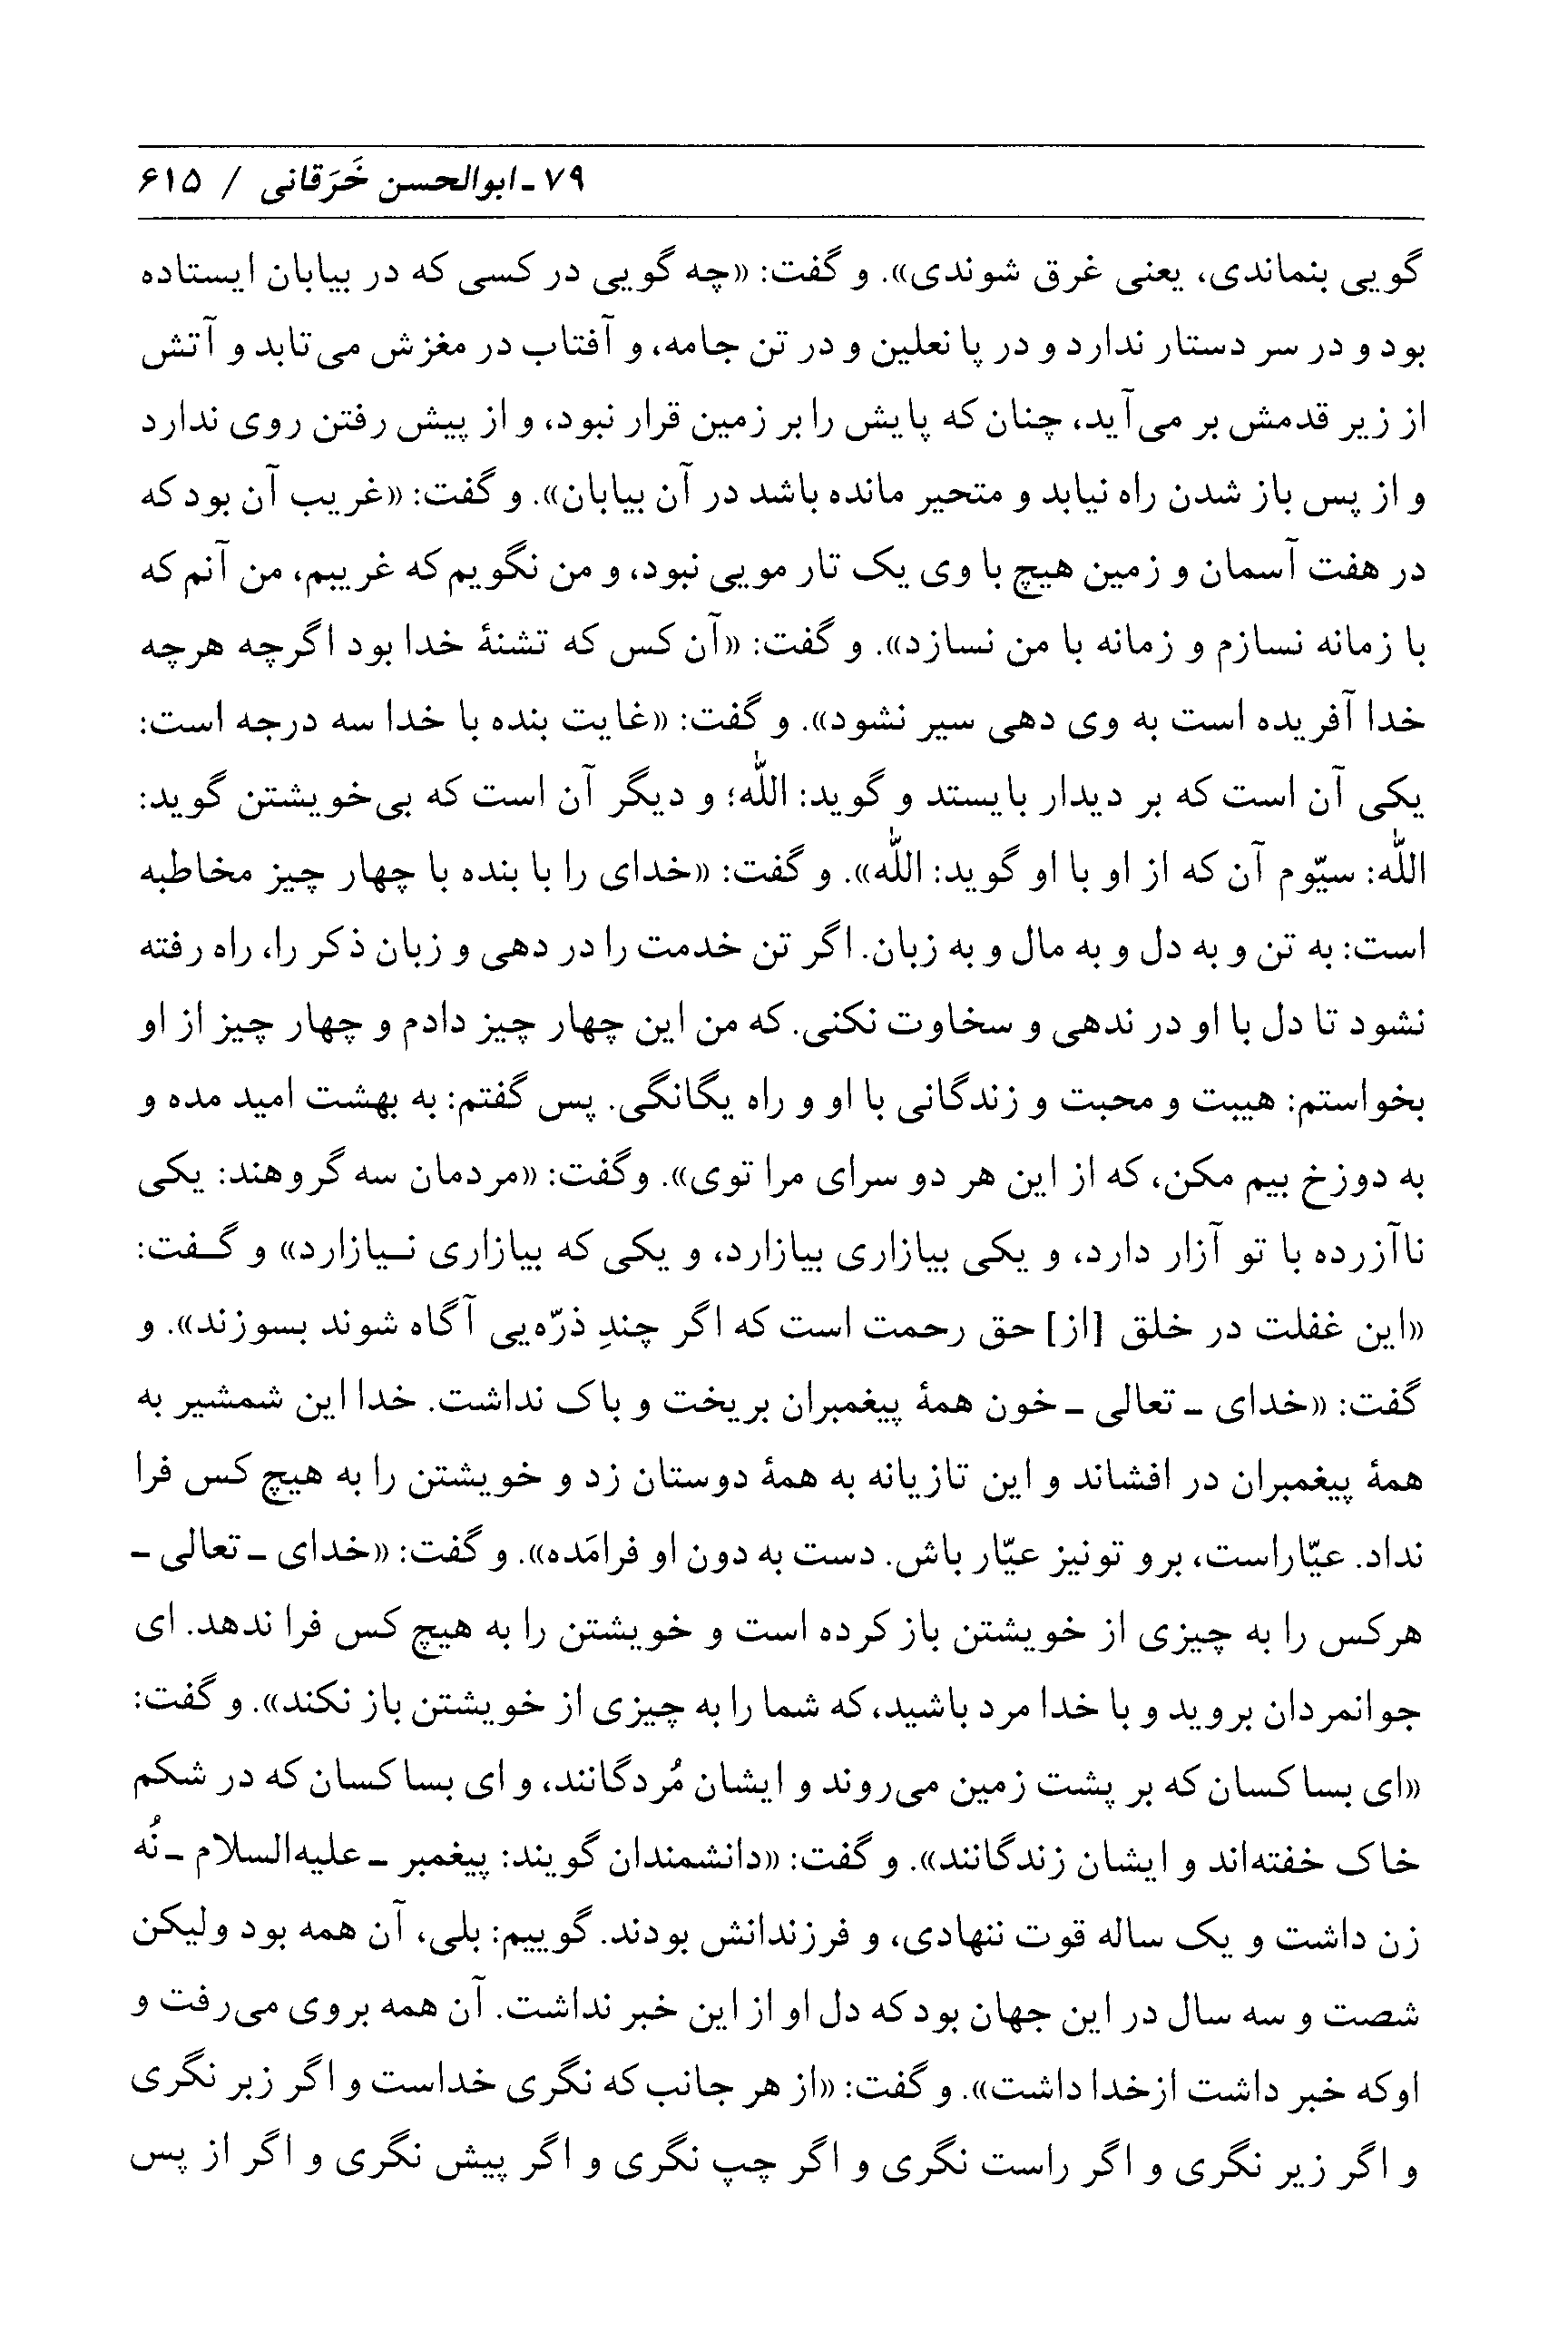 ۷۹ـ ابوالحسن خَرَقانی / ۶۱۵
گویی بنماندی، یعنی غرق شوندی». و گفت: «چه گویی در کسی که در بیابان ایستاده
بود و در سر دستار ندارد و در پا نعلین و در تن جامه، و آفتاب در مغزش می‌تابد و آتش
از زیر قدمش بر می‌آید، چنان که پایش را بر زمین قرار نبود، و از پیش رفتن روی ندارد
و از پس باز شدن راه نیابد و متحیر مانده باشد در آن بیابان». و گفت: «غریب آن بود که
در هفت آسمان و زمین هیچ با وی یک تار مویی نبود، و من نگویم که غریبم، من آنم که
با زمانه نسازم و زمانه با من نسازد». و گفت: «آن کس که تشنهٔ خدا بود اگرچه هرچه
خدا آفریده است به وی دهی سیر نشود». و گفت: «غایت بنده با خدا سه درجه است:
یکی آن است که بر دیدار بایستد و گوید: اللّٰه؛ و دیگر آن است که بی‌خویشتن گوید:
اللّٰه: سیّوم آن که از او با او گوید: اللّٰه». و گفت: «خدای را با بنده با چهار چیز مخاطبه
است: به تن و به دل و به مال و به زبان. اگر تن خدمت را در دهی و زبان ذکر را، راه رفته
نشود تا دل با او در ندهی و سخاوت نکنی. که من این چهار چیز دادم و چهار چیز از او
بخواستم: هیبت و محبت و زندگانی با او و راه یگانگی. پس گفتم: به بهشت امید مده و
به دوزخ بیم مکن، که از این هر دو سرای مرا توی». وگفت: «مردمان سه گروهند: یکی
ناآزرده با تو آزار دارد، و یکی بیازاری بیازارد، و یکی که بیازاری نـیازارد» و گـفت:
«این غفلت در خلق [از] حق رحمت است که اگر چندِ ذرّه‌یی آگاه شوند بسوزند». و
گفت: «خدای ـ تعالی ـ خون همهٔ پیغمبران بریخت و باک نداشت. خدا این شمشیر به
همهٔ پیغمبران در افشاند و این تازیانه به همهٔ دوستان زد و خویشتن را به هیچ کس فرا
نداد. عیّاراست، برو تونیز عیّار باش. دست به دون او فرامَده». و گفت: «خدای ـ تعالی ـ
هرکس را به چیزی از خویشتن باز کرده است و خویشتن را به هیچ کس فرا ندهد. ای
جوانمردان بروید و با خدا مرد باشید، که شما را به چیزی از خویشتن باز نکند». و گفت:
«ای بسا کسان که بر پشت زمین می‌روند و ایشان مُردگانند، و ای بسا کسان که در شکم
خاک خفته‌اند و ایشان زندگانند». و گفت: «دانشمندان گویند: پیغمبر ـ علیه‌السلام ـ نُه
زن داشت و یک ساله قوت ننهادی، و فرزندانش بودند. گوییم: بلی، آن همه بود ولیکن
شصت و سه سال در این جهان بود که دل او از این خبر نداشت. آن همه بروی می‌رفت و
اوکه خبر داشت ازخدا داشت». و گفت: «از هر جانب که نگری خداست و اگر زبر نگری
و اگر زیر نگری و اگر راست نگری و اگر چپ نگری و اگر پیش نگری و اگر از پس